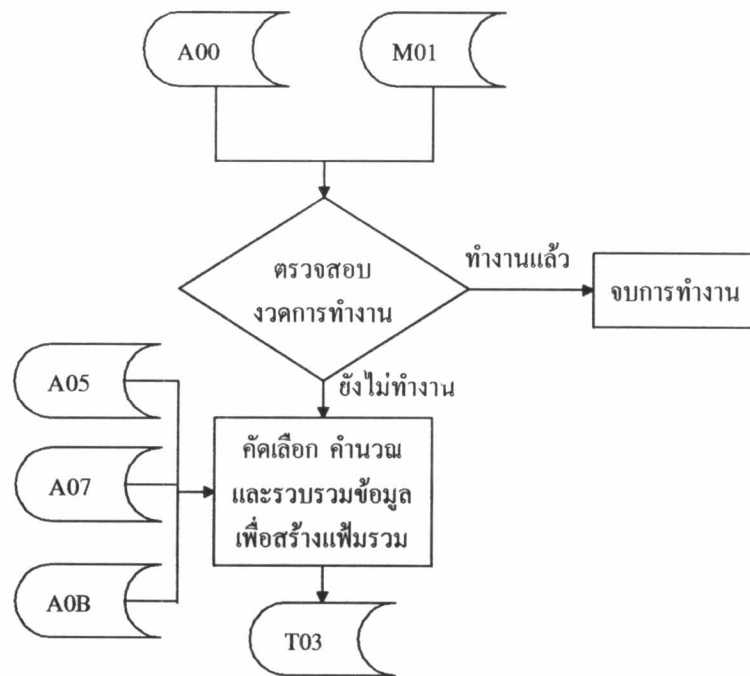 A00
M01
ตรวจสอบ
งวดการทำงาน
ทำงานแล้ว
จบการทำงาน
ยังไม่ทำงาน
A05
A07
A0B
คัดเลือก คำนวณ
และรวบรวมข้อมูล
เพื่อสร้างแฟ้มรวม
T03